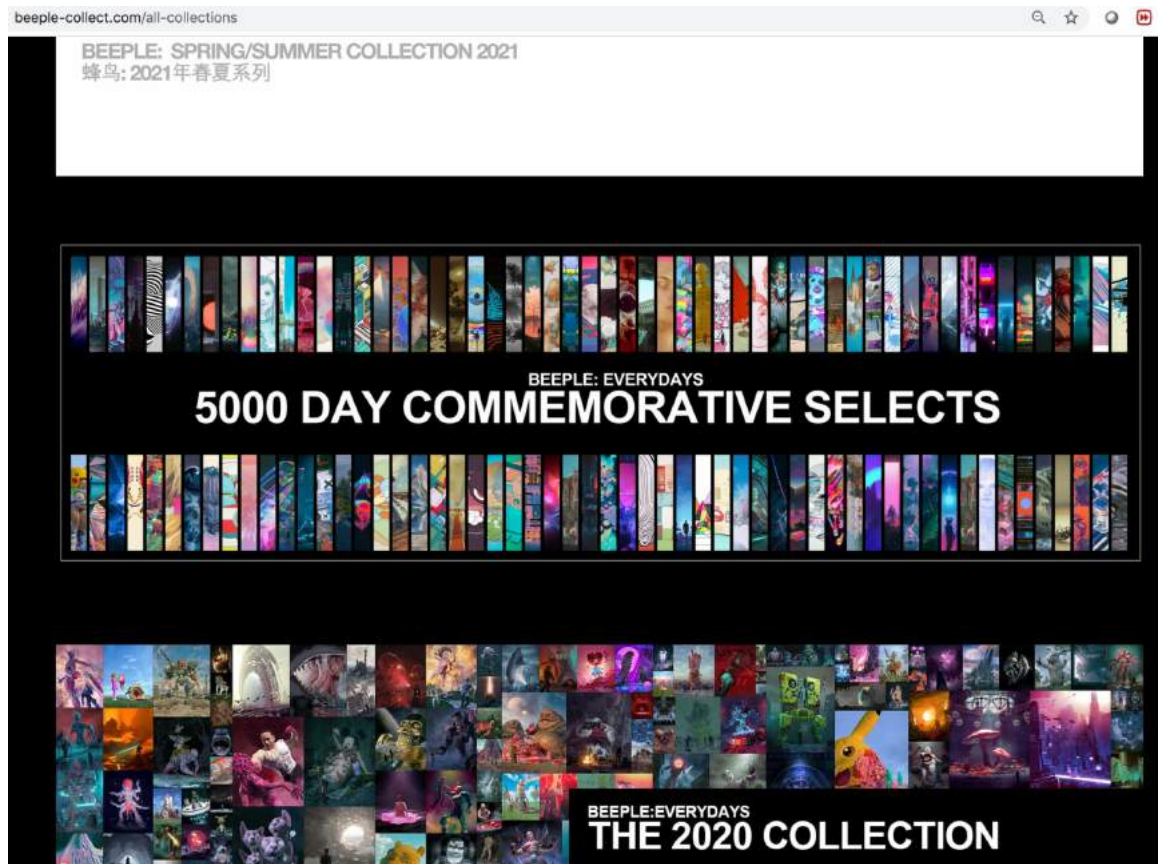 beeple-collect.com/all-collections
BEEPLE: SPRING/SUMMER COLLECTION 2021
蜂鸟: 2021年春夏系列
BEEPLE: EVERYDAYS
5000 DAY COMMEMORATIVE SELECTS
BEEPLE:EVERYDAYS
THE 2020 COLLECTION